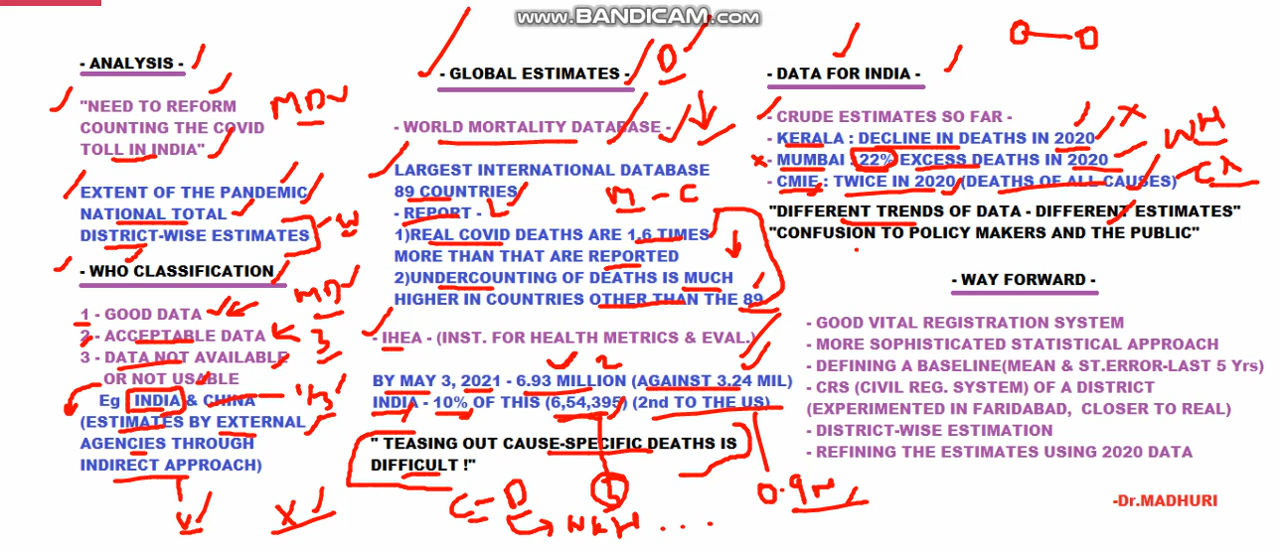 www.BANDICAM.com
- ANALYSIS -
"NEED TO REFORM
COUNTING THE COVID
TOLL IN INDIA"
EXTENT OF THE PANDEMIC
NATIONAL TOTAL
DISTRICT-WISE ESTIMATES
- WHO CLASSIFICATION
1 - GOOD DATA
2 - ACCEPTABLE DATA
3 - DATA NOT AVAILABLE
OR NOT USABLE
Eg INDIA & CHINA
(ESTIMATES BY EXTERNAL
AGENCIES THROUGH
INDIRECT APPROACH)
- GLOBAL ESTIMATES -
- WORLD MORTALITY DATABASE -
LARGEST INTERNATIONAL DATABASE
89 COUNTRIES
- REPORT -
1)REAL COVID DEATHS ARE 1.6 TIMES
MORE THAN THAT ARE REPORTED
2)UNDERCOUNTING OF DEATHS IS MUCH
HIGHER IN COUNTRIES OTHER THAN THE 89
- IHEA - (INST. FOR HEALTH METRICS & EVAL.)
BY MAY 3, 2021 - 6.93 MILLION (AGAINST 3.24 MIL)
INDIA - 10% OF THIS (6,54,395) (2nd TO THE US)
" TEASING OUT CAUSE-SPECIFIC DEATHS IS
DIFFICULT !"
- DATA FOR INDIA -
- CRUDE ESTIMATES SO FAR -
- KERALA : DECLINE IN DEATHS IN 2020
- MUMBAI : 22% EXCESS DEATHS IN 2020
- CMIE : TWICE IN 2020 (DEATHS OF ALL CAUSES)
"DIFFERENT TRENDS OF DATA - DIFFERENT ESTIMATES"
"CONFUSION TO POLICY MAKERS AND THE PUBLIC"
- WAY FORWARD -
- GOOD VITAL REGISTRATION SYSTEM
- MORE SOPHISTICATED STATISTICAL APPROACH
- DEFINING A BASELINE(MEAN & ST.ERROR-LAST 5 Yrs)
- CRS (CIVIL REG. SYSTEM) OF A DISTRICT
(EXPERIMENTED IN FARIDABAD, CLOSER TO REAL)
- DISTRICT-WISE ESTIMATION
- REFINING THE ESTIMATES USING 2020 DATA
-Dr.MADHURI
D
M - C
3
2